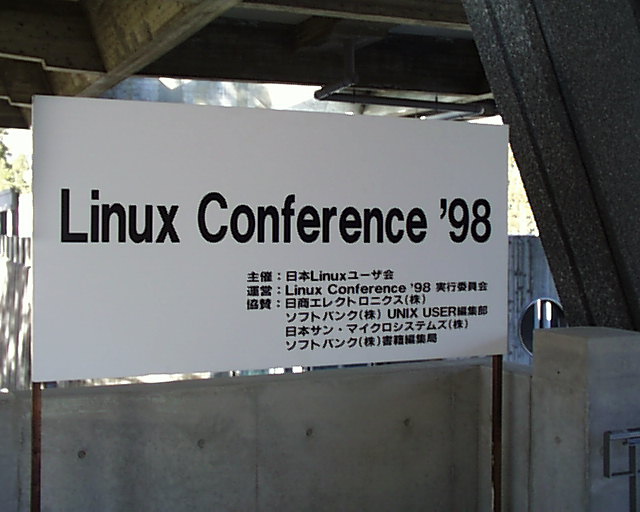 Linux Conference '98
主催：日本Linuxユーザ会
運営：Linux Conference '98 実行委員会
協賛：日商エレクトロニクス(株)
ソフトバンク(株) UNIX USER編集部
日本サン・マイクロシステムズ(株)
ソフトバンク(株)書籍編集局